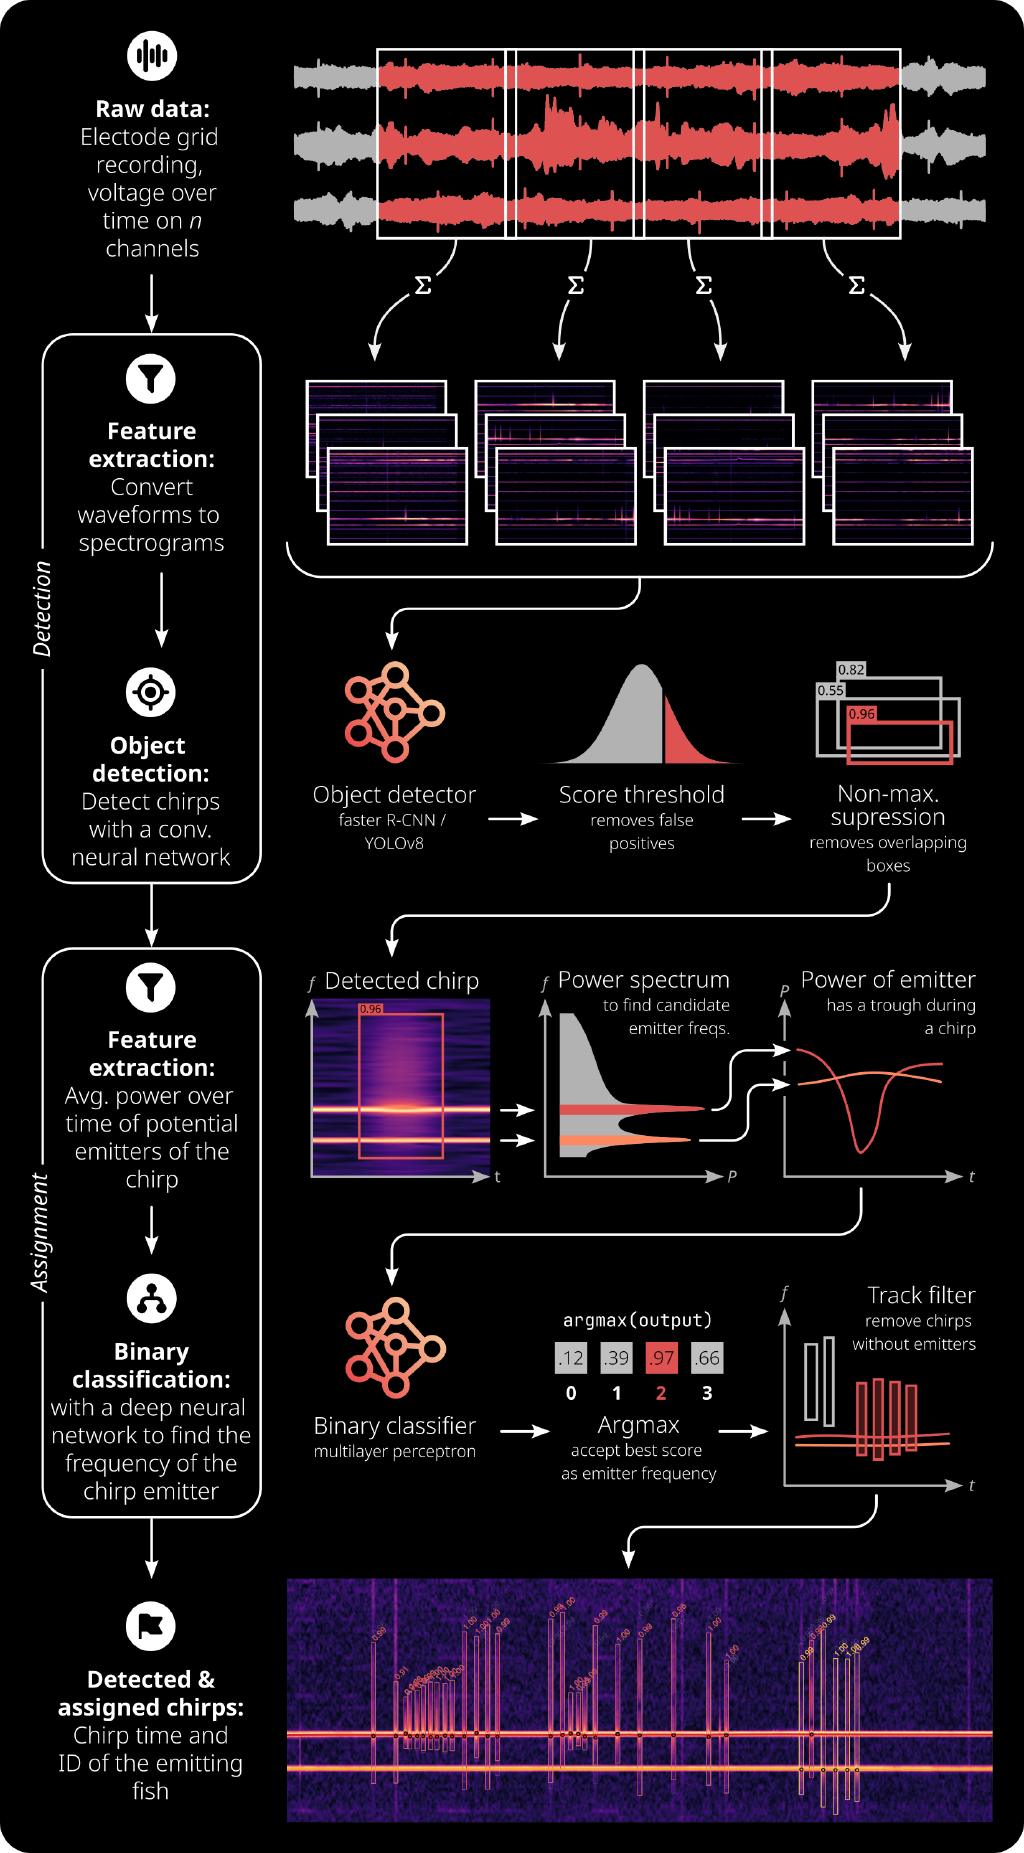 Raw data:
Electode grid
recording,
voltage over
time on n
channels
Σ Σ Σ Σ
Detection
Feature
extraction:
Convert
waveforms to
spectrograms
Object
detection:
Detect chirps
with a conv.
neural network
0.82
0.55
0.96
Object detector
faster R-CNN /
YOLOv8
Score threshold
removes false
positives
Non-max.
supression
removes overlapping
boxes
Assignment
Feature
extraction:
Avg. power over
time of potential
emitters of the
chirp
f Detected chirp
0.96
t
f Power spectrum
to find candidate
emitter freqs.
P
P Power of emitter
has a trough during
a chirp
t
Binary
classification:
with a deep neural
network to find the
frequency of the
chirp emitter
Binary classifier
multilayer perceptron
argmax(output)
.12 .39 .97 .66
0 1 2 3
Argmax
accept best score
as emitter frequency
f Track filter
remove chirps
without emitters
t
Detected &
assigned chirps:
Chirp time and
ID of the emitting
fish